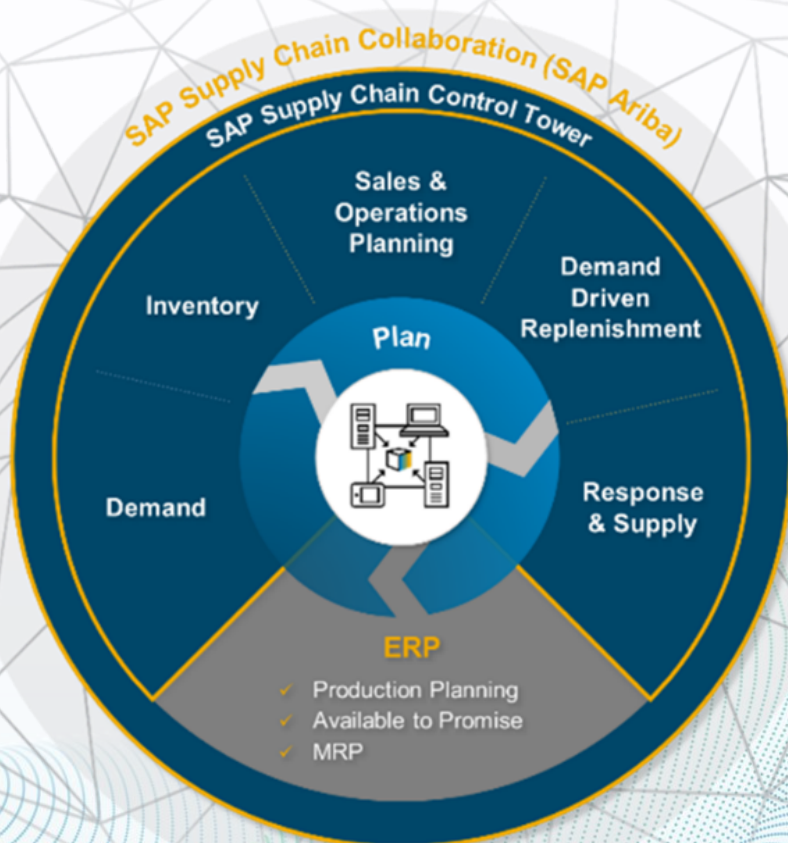 SAP Supply Chain Collaboration (SAP Ariba)
SAP Supply Chain Control Tower
Sales &
Operations
Planning
Demand
Driven
Replenishment
Inventory
Plan
Demand
Response
& Supply
ERP
Production Planning
Available to Promise
MRP